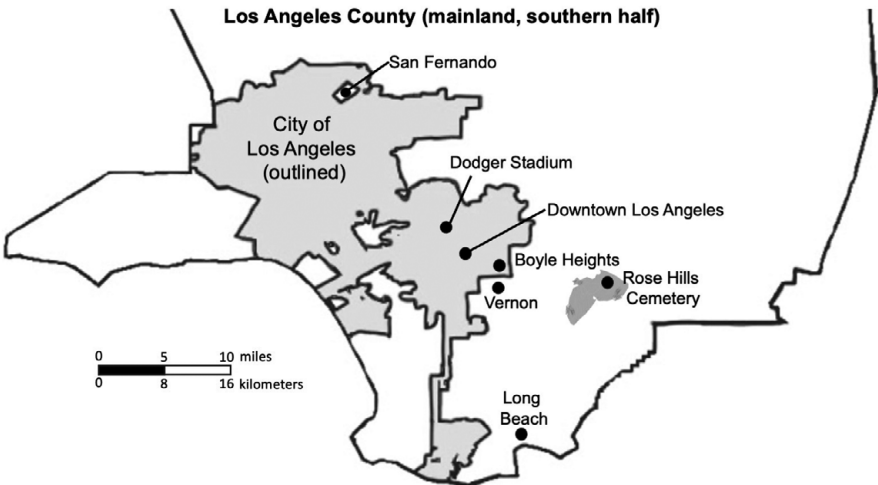 Los Angeles County (mainland, southern half)
San Fernando
City of
Los Angeles
(outlined)
Dodger Stadium
Downtown Los Angeles
Boyle Heights
Rose Hills
Cemetery
Vernon
0 5 10 miles
0 8 16 kilometers
Long
Beach